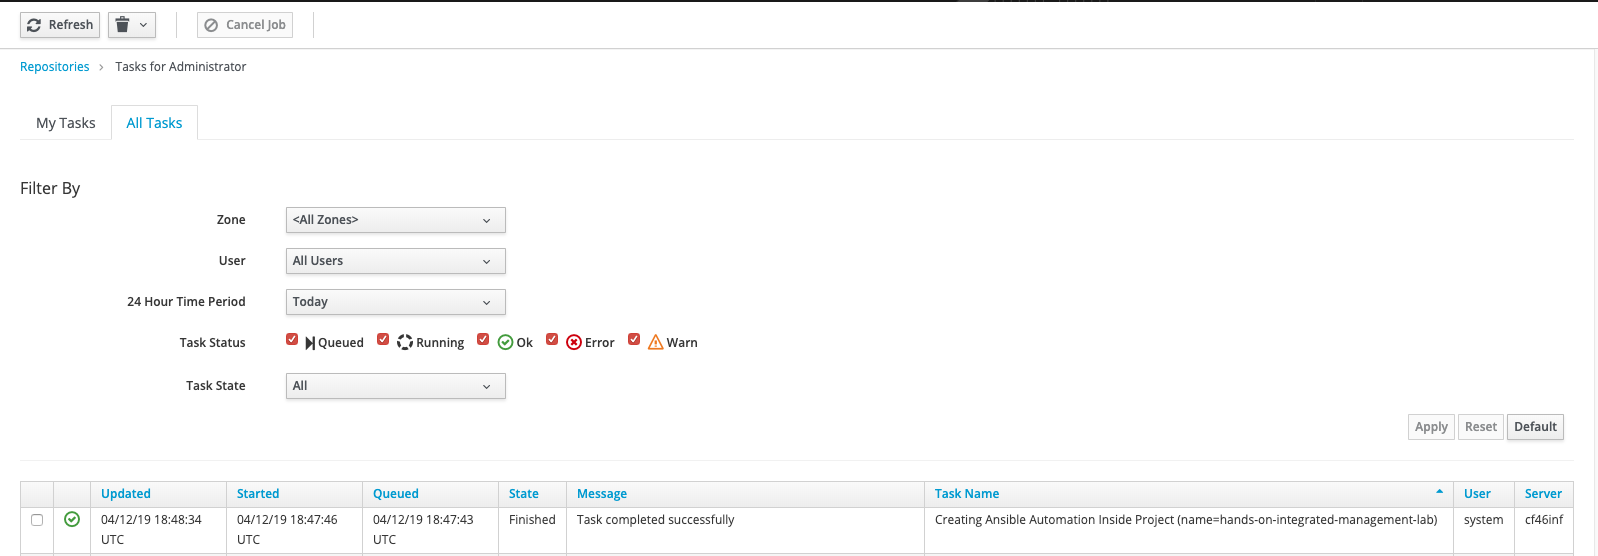 Refresh Cancel Job
Repositories > Tasks for Administrator
My Tasks All Tasks
Filter By
Zone <All Zones>
User All Users
24 Hour Time Period Today
Task Status Queued Running Ok Error Warn
Task State All
Apply Reset Default
Updated Started Queued State Message Task Name User Server
04/12/19 18:48:34 04/12/19 18:47:46 04/12/19 18:47:43 Finished Task completed successfully Creating Ansible Automation Inside Project (name=hands-on-integrated-management-lab) system cf46inf
UTC UTC UTC